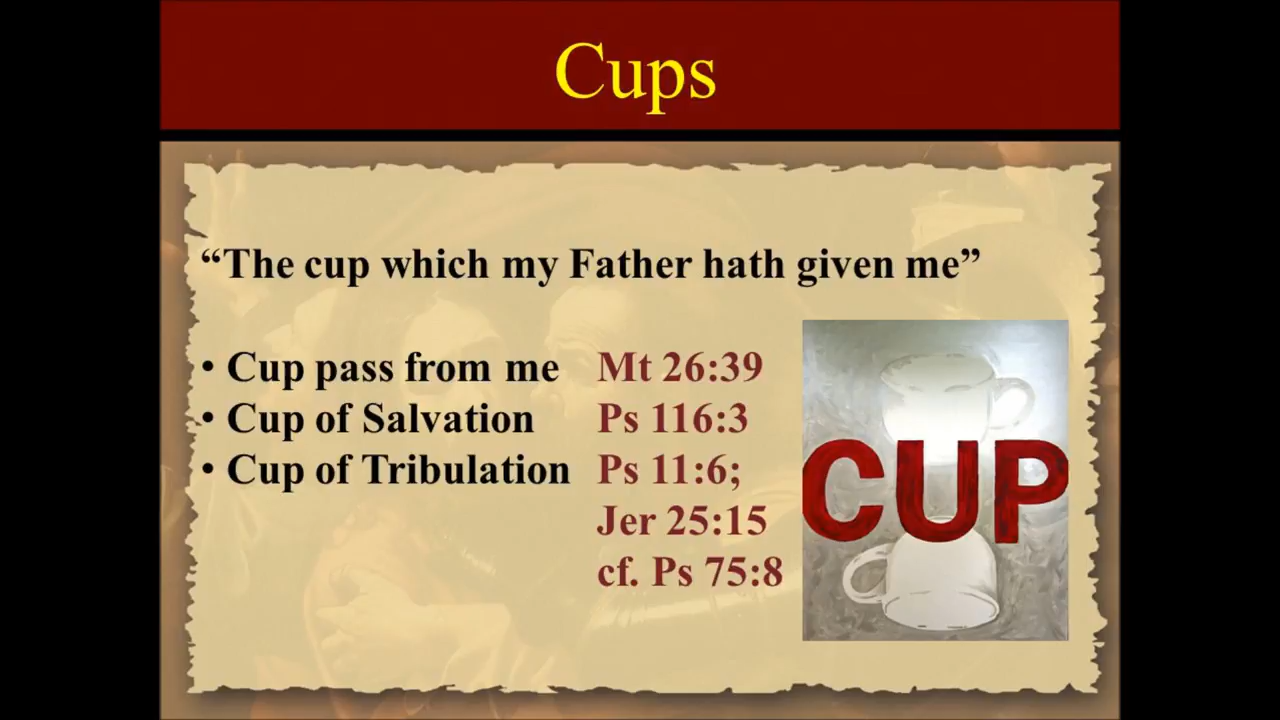 Cups
“The cup which my Father hath given me”
• Cup pass from me Mt 26:39
• Cup of Salvation Ps 116:3
• Cup of Tribulation Ps 11:6;
Jer 25:15
cf. Ps 75:8
CUP